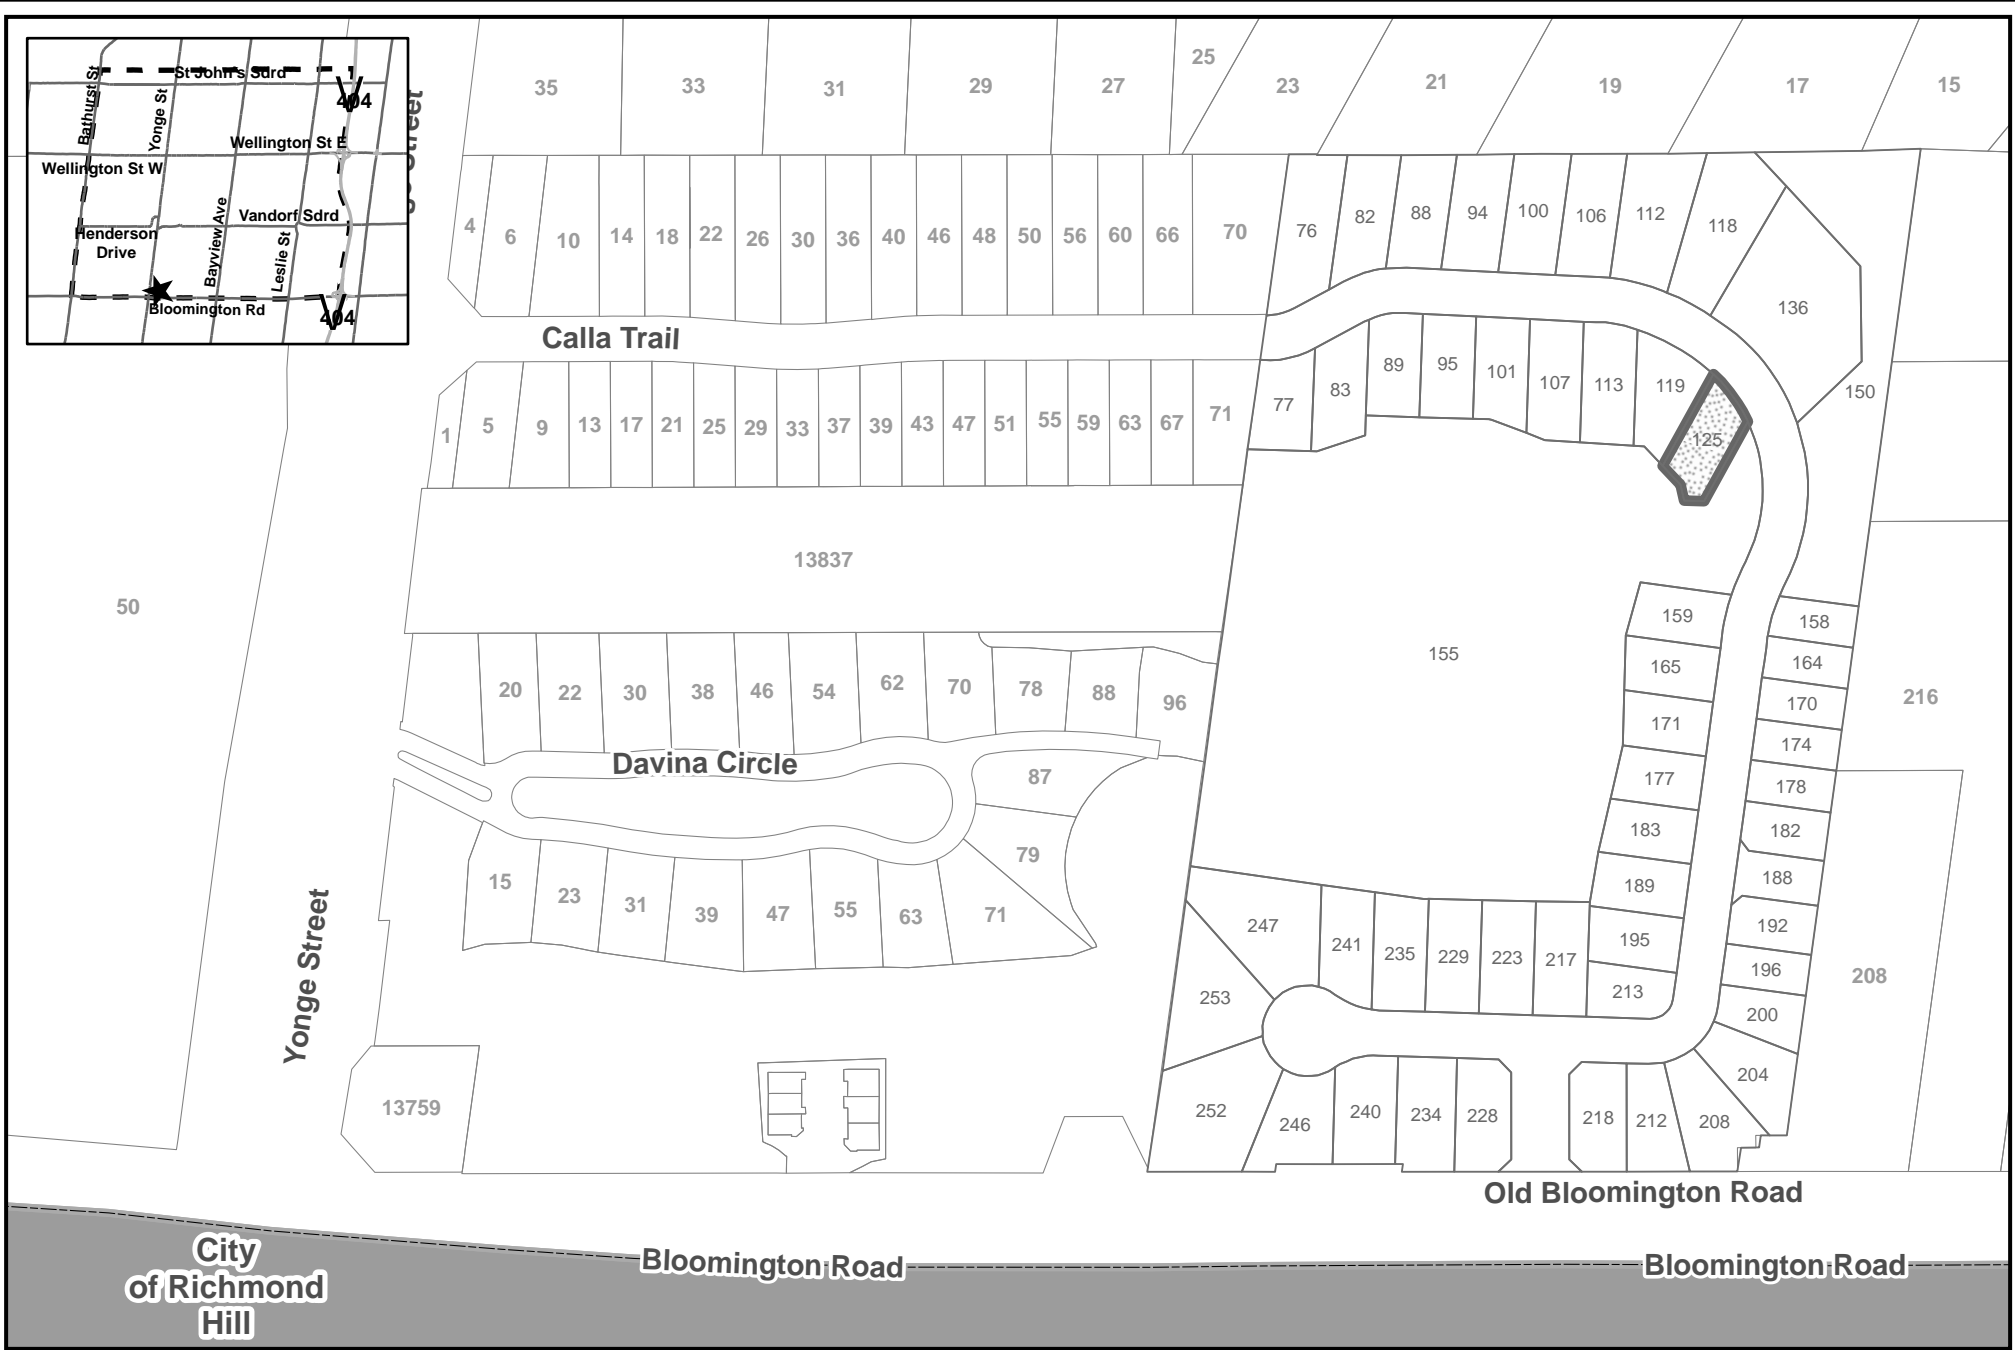 St John's Sdrd
404
Bathurst St
Yonge St
Wellington St E
Wellington St W
Vandorf Sdrd
Henderson
Drive
Bayview Ave
Leslie St
Bloomington Rd
404
Street
35 33 31 29 27 25 23 21 19 17 15
4 6 10 14 18 22 26 30 36 40 46 48 50 56 60 66 70 76 82 88 94 100 106 112 118
136
Calla Trail
1 5 9 13 17 21 25 29 33 37 39 43 47 51 55 59 63 67 71 77 83 89 95 101 107 113 119
125
150
13837
50
155
159 158
165 164
171 170
174
177 178
183 182
189 188
195 192
213 196
200
204
216
208
20 22 30 38 46 54 62 70 78 88 96
Davina Circle
87
79
15 23 31 39 47 55 63 71
Yonge Street
247 241 235 229 223 217
253
252 246 240 234 228 218 212 208
13759
Old Bloomington Road
Bloomington Road
Bloomington Road
City
of Richmond
Hill